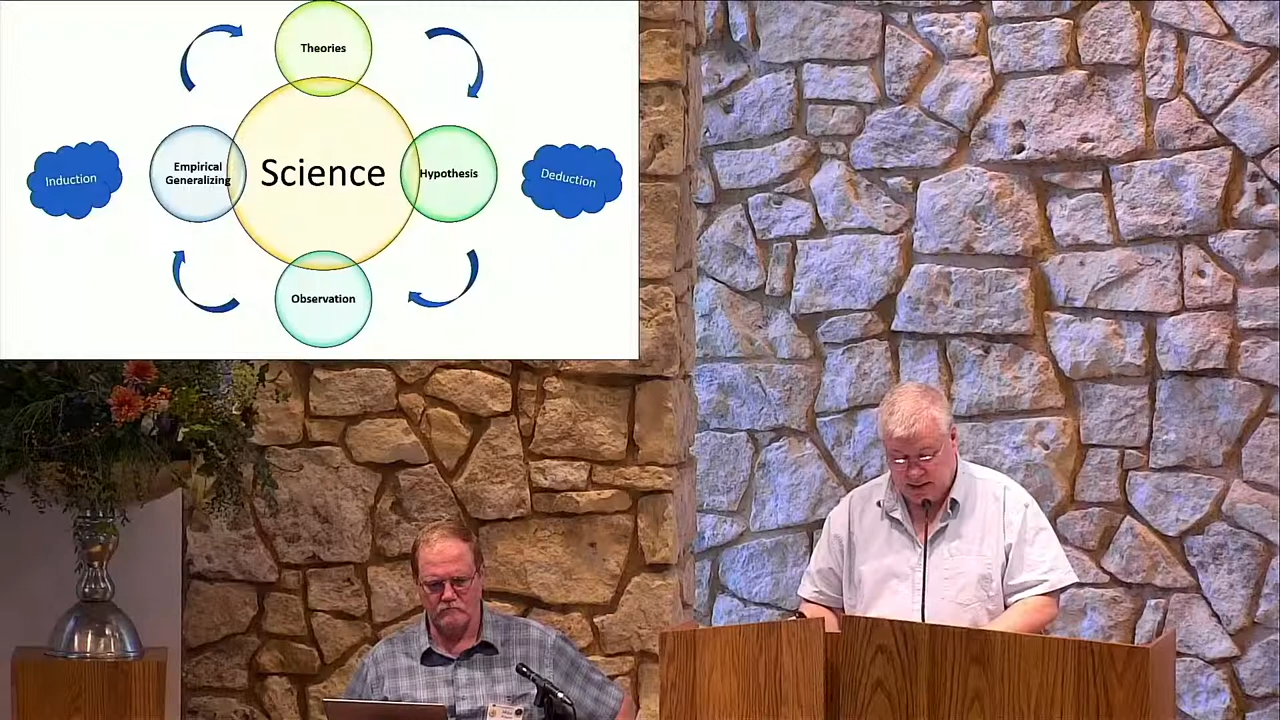 Theories
Induction
Empirical
Generalizing
Science
Hypothesis
Deduction
Observation